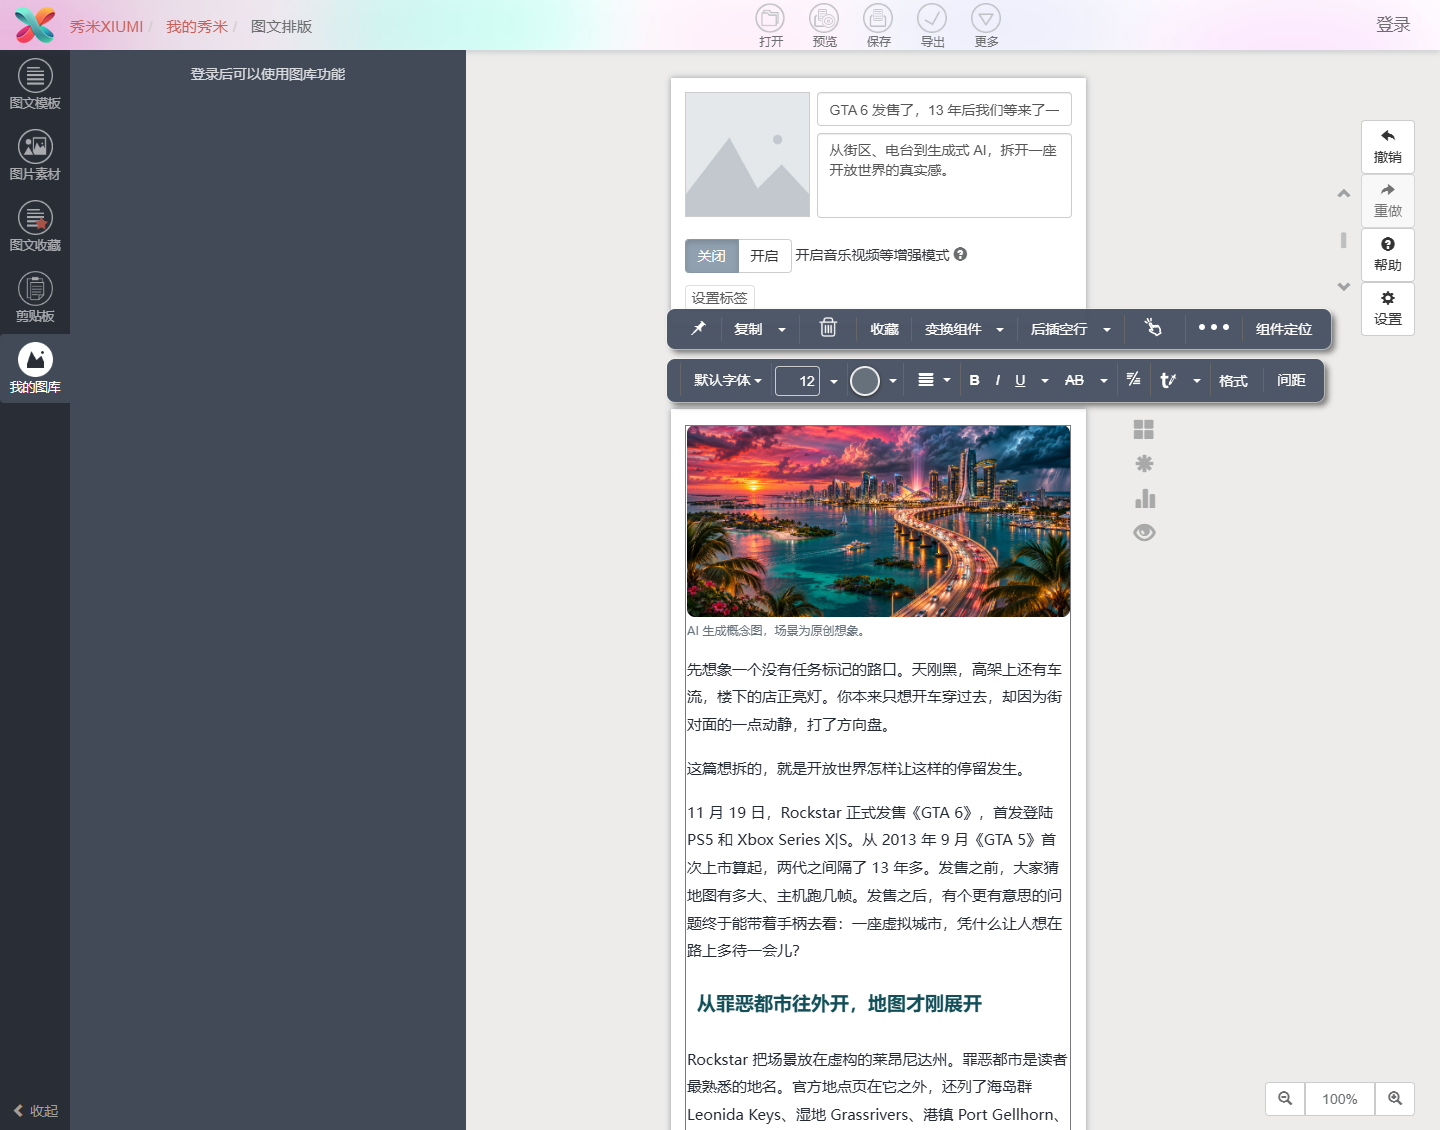 秀米XIUMI / 我的秀米 / 图文排版
打开 预览 保存 导出 更多
登录
图文模板
图片素材
图文收藏
剪贴板
我的图库
收起
登录后可以使用图库功能
GTA 6 发售了，13 年后我们等来了一
从街区、电台到生成式 AI，拆开一座
开放世界的真实感。
关闭 开启 开启音乐视频等增强模式
设置标签
撤销
重做
帮助
设置
复制 收藏 变换组件 后插空行 组件定位
默认字体 12 B I U AB 格式 间距
AI 生成概念图，场景为原创想象。
先想象一个没有任务标记的路口。天刚黑，高架上还有车
流，楼下的店正亮灯。你本来只想开车穿过去，却因为街
对面的一点动静，打了方向盘。
这篇想拆的，就是开放世界怎样让这样的停留发生。
11 月 19 日，Rockstar 正式发售《GTA 6》，首发登陆
PS5 和 Xbox Series X|S。从 2013 年 9 月《GTA 5》首
次上市算起，两代之间隔了 13 年多。发售之前，大家猜
地图有多大、主机跑几帧。发售之后，有个更有意思的问
题终于能带着手柄去看：一座虚拟城市，凭什么让人想在
路上多待一会儿？
从罪恶都市往外开，地图才刚展开
Rockstar 把场景放在虚构的莱昂尼达州。罪恶都市是读者
最熟悉的地名。官方地点页在它之外，还列了海岛群
Leonida Keys、湿地 Grassrivers、港镇 Port Gellhorn、
100%